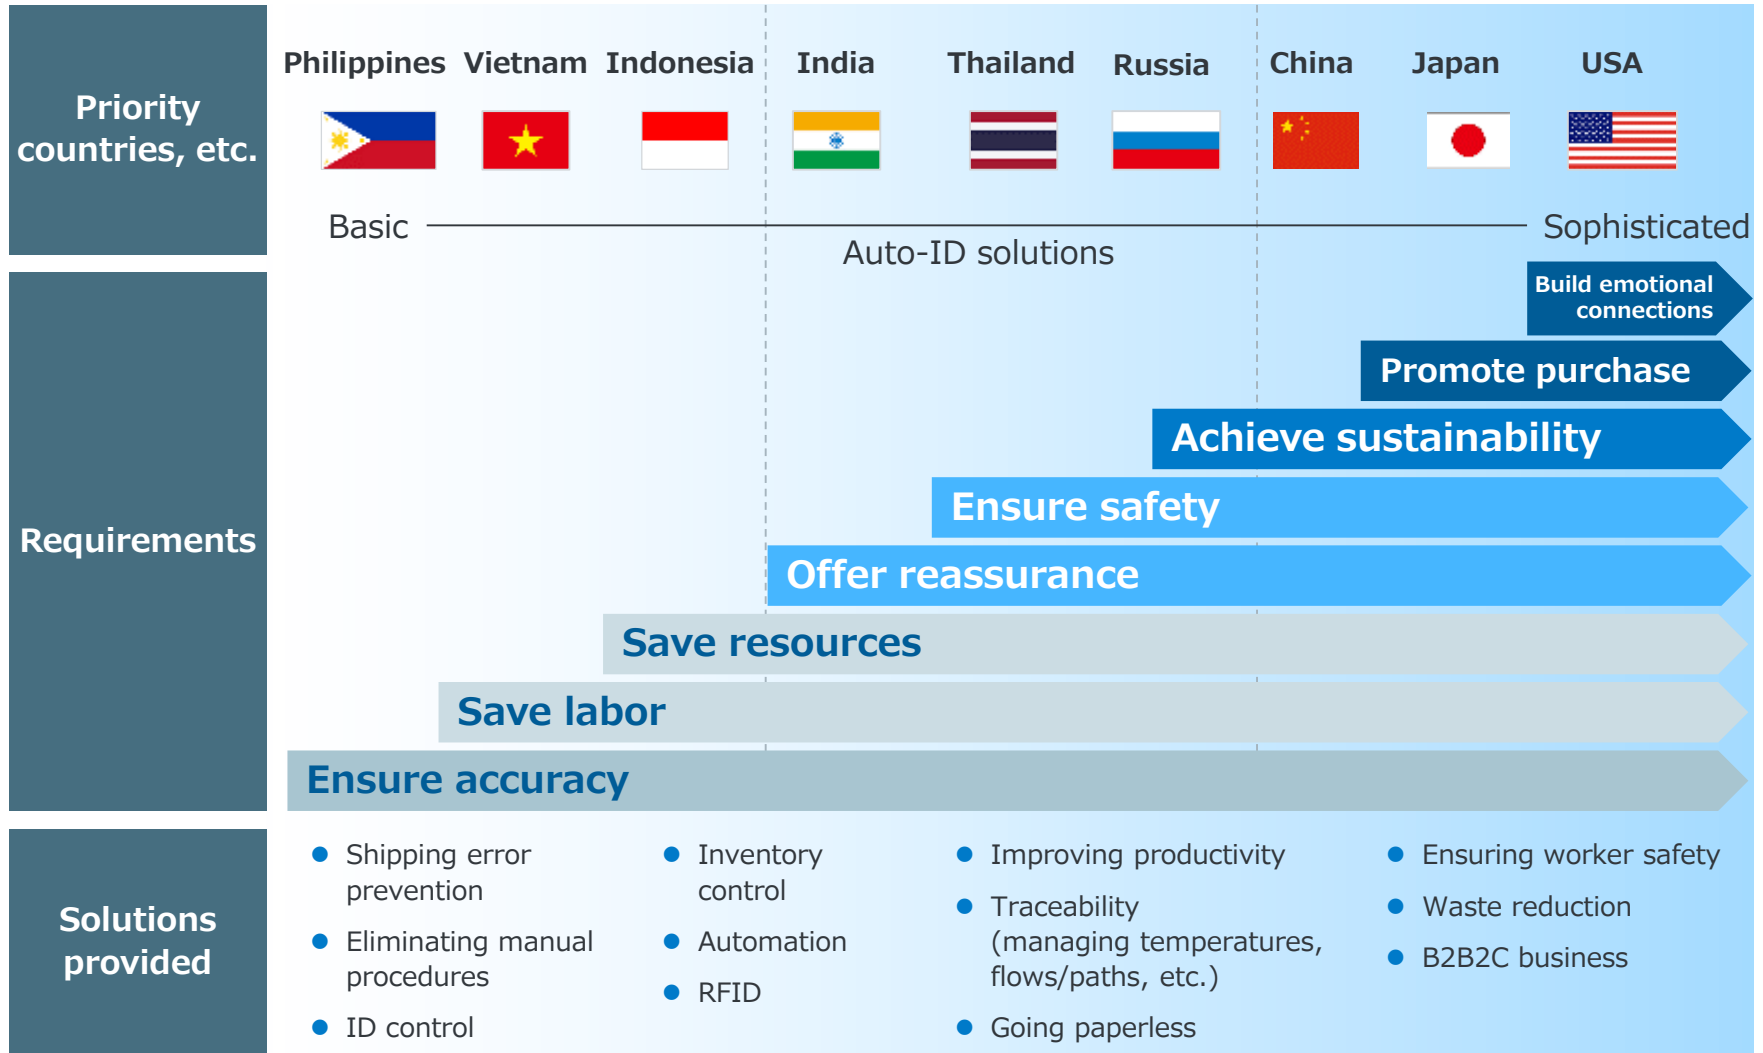 Priority
countries, etc.
Philippines
Vietnam
Indonesia
India
Thailand
Russia
China
Japan
USA
Basic
Auto-ID solutions
Sophisticated
Requirements
Build emotional
connections
Promote purchase
Achieve sustainability
Ensure safety
Offer reassurance
Save resources
Save labor
Ensure accuracy
Solutions
provided
● Shipping error
prevention
● Eliminating manual
procedures
● ID control
● Inventory
control
● Automation
● RFID
● Improving productivity
● Traceability
(managing temperatures,
flows/paths, etc.)
● Going paperless
● Ensuring worker safety
● Waste reduction
● B2B2C business